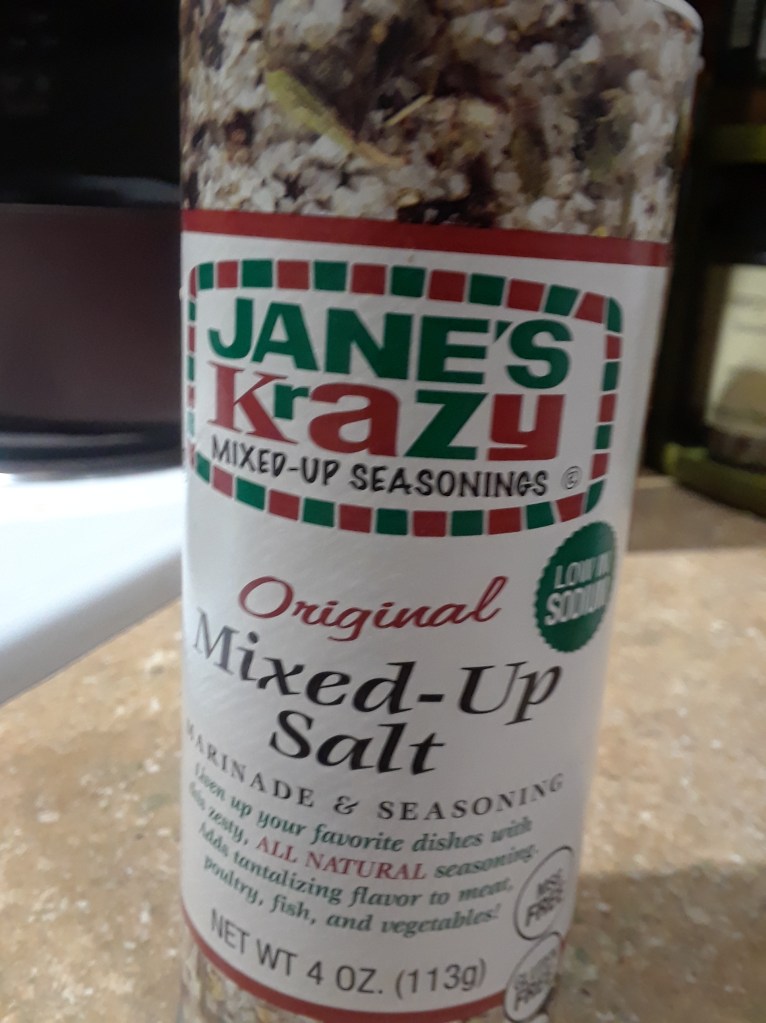 JANE'S
Krazy
MIXED-UP SEASONINGS ©
LOW IN
SODIUM
Original
Mixed-Up
Salt
MARINADE & SEASONING
Liven up your favorite dishes with
this zesty, ALL NATURAL seasoning.
Adds tantalizing flavor to meat,
poultry, fish, and vegetables!
MSG
FREE
GLUTEN
FREE
NET WT 4 OZ. (113g)